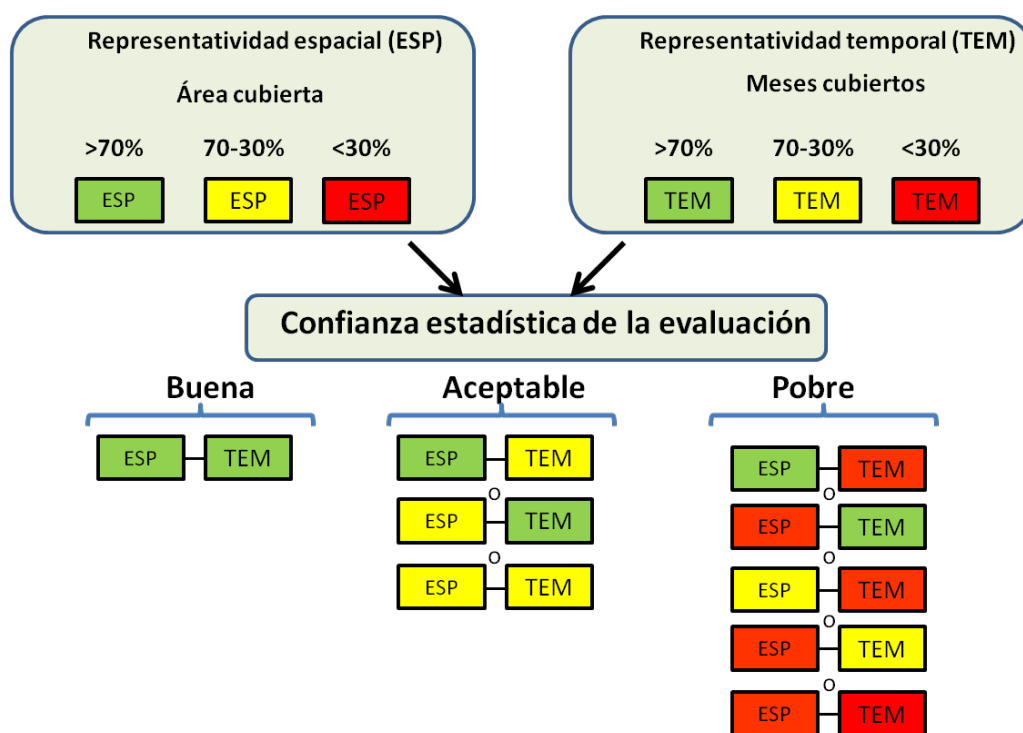 Representatividad espacial (ESP)
Área cubierta
>70% 70-30% <30%
ESP ESP ESP
Representatividad temporal (TEM)
Meses cubiertos
>70% 70-30% <30%
TEM TEM TEM
Confianza estadística de la evaluación
Buena
ESP TEM
Aceptable
ESP TEM
O
ESP TEM
O
ESP TEM
Pobre
ESP TEM
O
ESP TEM
O
ESP TEM
O
ESP TEM
O
ESP TEM